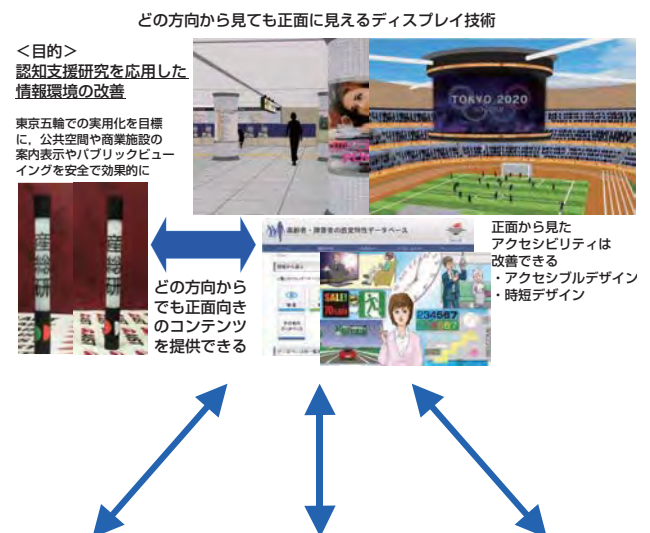 どの方向から見ても正面に見えるディスプレイ技術
<目的>
認知支援研究を応用した
情報環境の改善
東京五輪での実用化を目標
に，公共空間や商業施設の
案内表示やパブリックビュー
イングを安全で効果的に
TOKYO 2020
産総研
産総研
どの方向から
でも正面向き
のコンテンツ
を提供できる
高齢者・障害者の感覚特性データベース
SALE!
234567
正面から見た
アクセシビリティは
改善できる
・アクセシブルデザイン
・時短デザイン